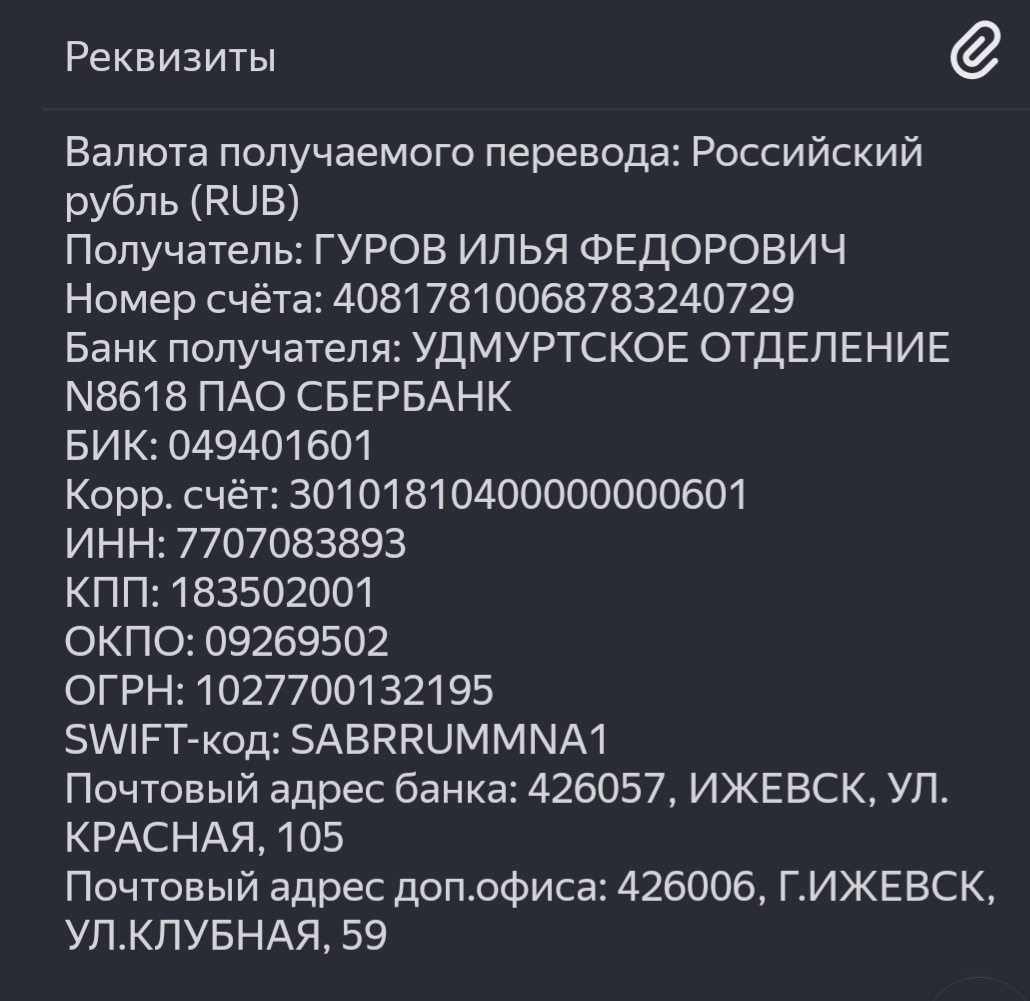 Реквизиты
Валюта получаемого перевода: Российский
рубль (RUB)
Получатель: ГУРОВ ИЛЬЯ ФЕДОРОВИЧ
Номер счёта: 40817810068783240729
Банк получателя: УДМУРТСКОЕ ОТДЕЛЕНИЕ
N8618 ПАО СБЕРБАНК
БИК: 049401601
Корр. счёт: 30101810400000000601
ИНН: 7707083893
КПП: 183502001
ОКПО: 09269502
ОГРН: 1027700132195
SWIFT-код: SABRRUMMNA1
Почтовый адрес банка: 426057, ИЖЕВСК, УЛ.
КРАСНАЯ, 105
Почтовый адрес доп.офиса: 426006, Г.ИЖЕВСК,
УЛ.КЛУБНАЯ, 59